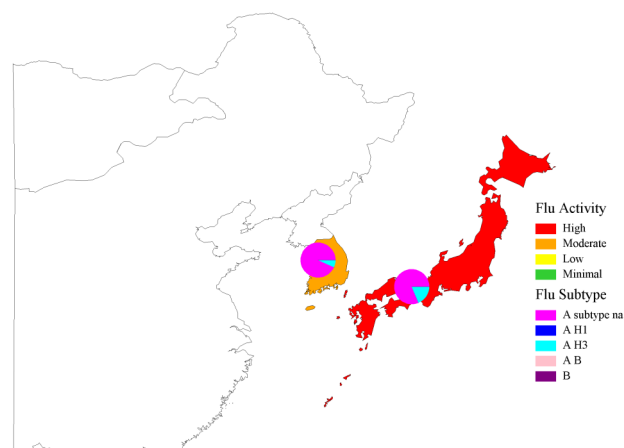 Flu Activity
High
Moderate
Low
Minimal
Flu Subtype
A subtype na
A H1
A H3
A B
B